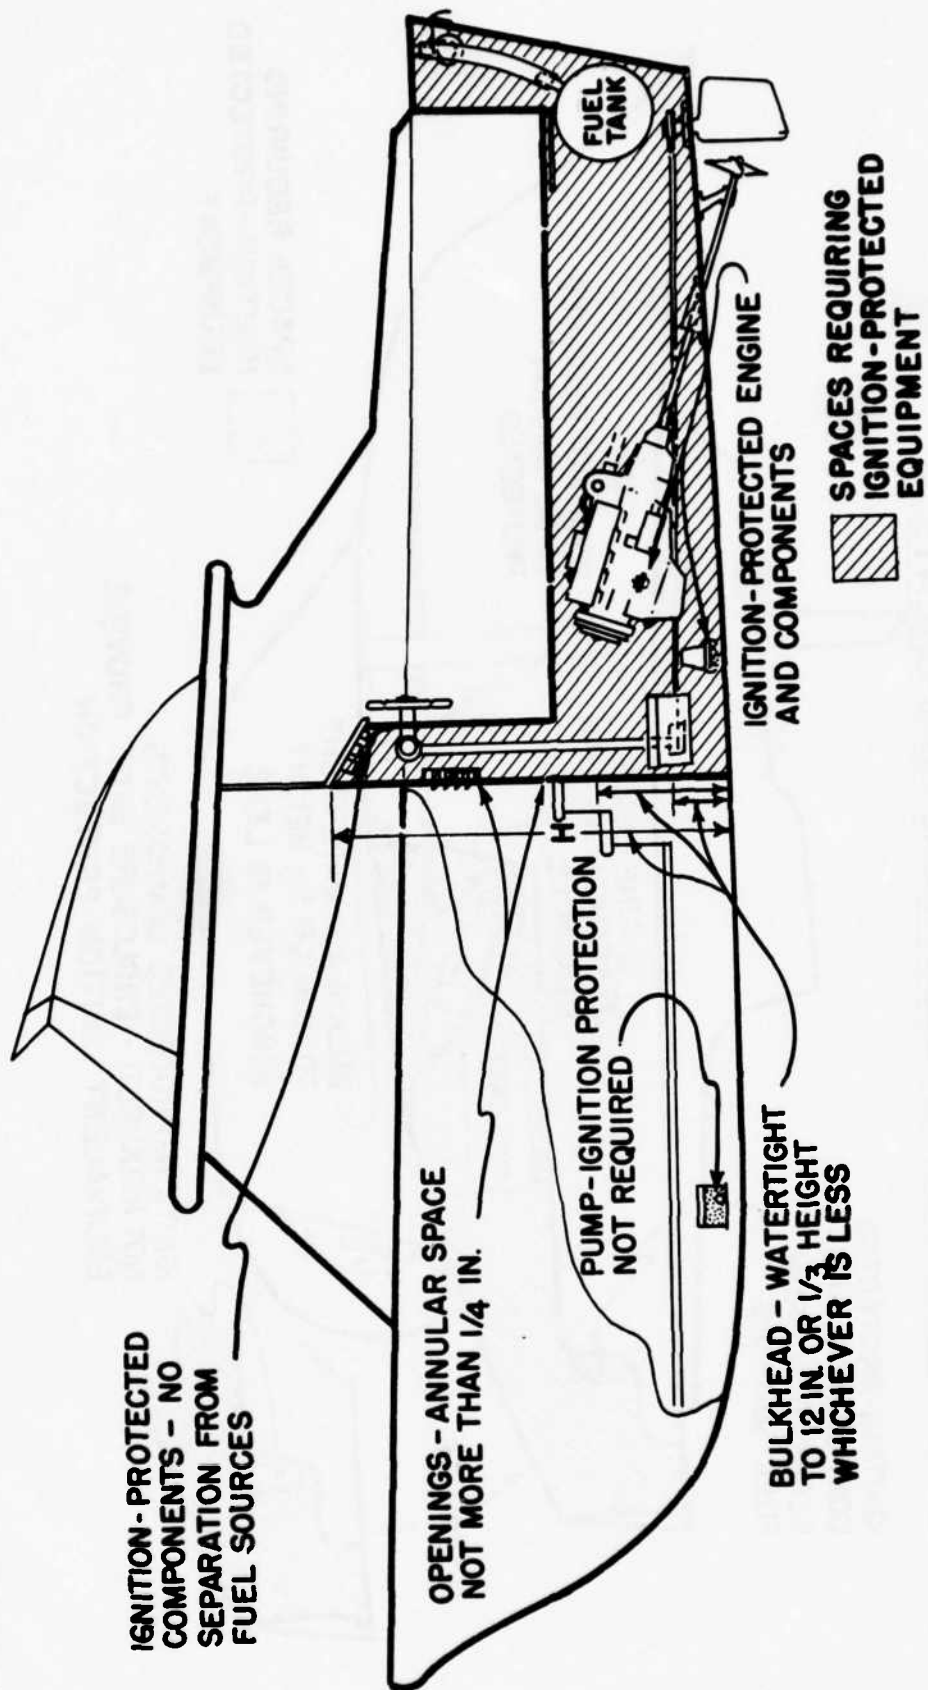 IGNITION-PROTECTED
COMPONENTS - NO
SEPARATION FROM
FUEL SOURCES
OPENINGS - ANNULAR SPACE
NOT MORE THAN 1/4 IN.
PUMP-IGNITION PROTECTION
NOT REQUIRED
BULKHEAD - WATERTIGHT
TO 12 IN. OR 1/3 HEIGHT
WHICHEVER IS LESS
H
FUEL
TANK
IGNITION-PROTECTED ENGINE
AND COMPONENTS
SPACES REQUIRING
IGNITION-PROTECTED
EQUIPMENT